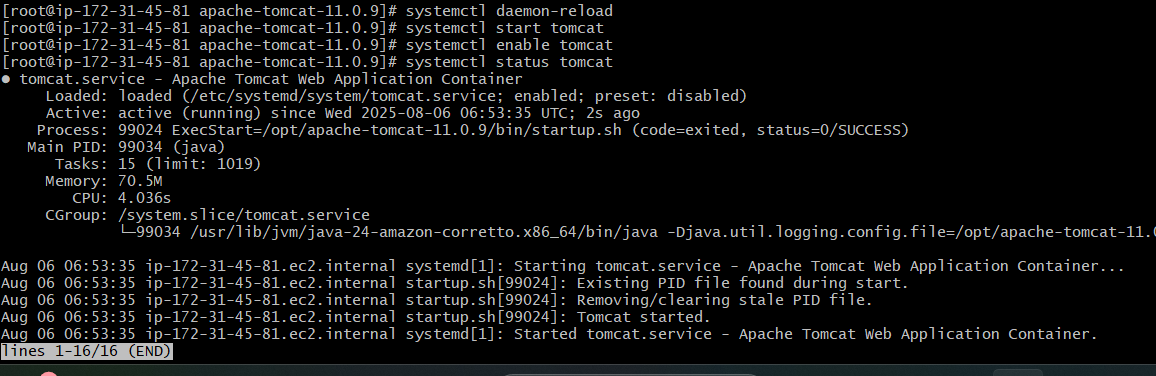 [root@ip-172-31-45-81 apache-tomcat-11.0.9]# systemctl daemon-reload
[root@ip-172-31-45-81 apache-tomcat-11.0.9]# systemctl start tomcat
[root@ip-172-31-45-81 apache-tomcat-11.0.9]# systemctl enable tomcat
[root@ip-172-31-45-81 apache-tomcat-11.0.9]# systemctl status tomcat
● tomcat.service - Apache Tomcat Web Application Container
     Loaded: loaded (/etc/systemd/system/tomcat.service; enabled; preset: disabled)
     Active: active (running) since Wed 2025-08-06 06:53:35 UTC; 2s ago
    Process: 99024 ExecStart=/opt/apache-tomcat-11.0.9/bin/startup.sh (code=exited, status=0/SUCCESS)
   Main PID: 99034 (java)
      Tasks: 15 (limit: 1019)
     Memory: 70.5M
        CPU: 4.036s
     CGroup: /system.slice/tomcat.service
             └─99034 /usr/lib/jvm/java-24-amazon-corretto.x86_64/bin/java -Djava.util.logging.config.file=/opt/apache-tomcat-11.0
Aug 06 06:53:35 ip-172-31-45-81.ec2.internal systemd[1]: Starting tomcat.service - Apache Tomcat Web Application Container...
Aug 06 06:53:35 ip-172-31-45-81.ec2.internal startup.sh[99024]: Existing PID file found during start.
Aug 06 06:53:35 ip-172-31-45-81.ec2.internal startup.sh[99024]: Removing/clearing stale PID file.
Aug 06 06:53:35 ip-172-31-45-81.ec2.internal startup.sh[99024]: Tomcat started.
Aug 06 06:53:35 ip-172-31-45-81.ec2.internal systemd[1]: Started tomcat.service - Apache Tomcat Web Application Container.
lines 1-16/16 (END)